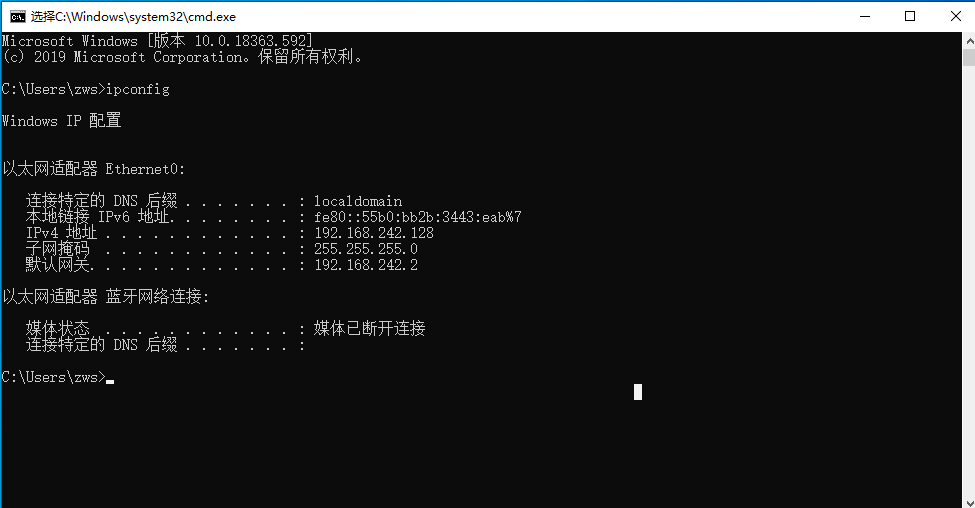 选择C:\Windows\system32\cmd.exe
Microsoft Windows [版本 10.0.18363.592]
(c) 2019 Microsoft Corporation。保留所有权利。
C:\Users\zws>ipconfig
Windows IP 配置
以太网适配器 Ethernet0:
连接特定的 DNS 后缀 . . . . . . . : localdomain
本地链接 IPv6 地址. . . . . . . . : fe80::55b0:bb2b:3443:eab%7
IPv4 地址 . . . . . . . . . . . . : 192.168.242.128
子网掩码  . . . . . . . . . . . . : 255.255.255.0
默认网关. . . . . . . . . . . . . : 192.168.242.2
以太网适配器 蓝牙网络连接:
媒体状态  . . . . . . . . . . . . : 媒体已断开连接
连接特定的 DNS 后缀 . . . . . . . :
C:\Users\zws>